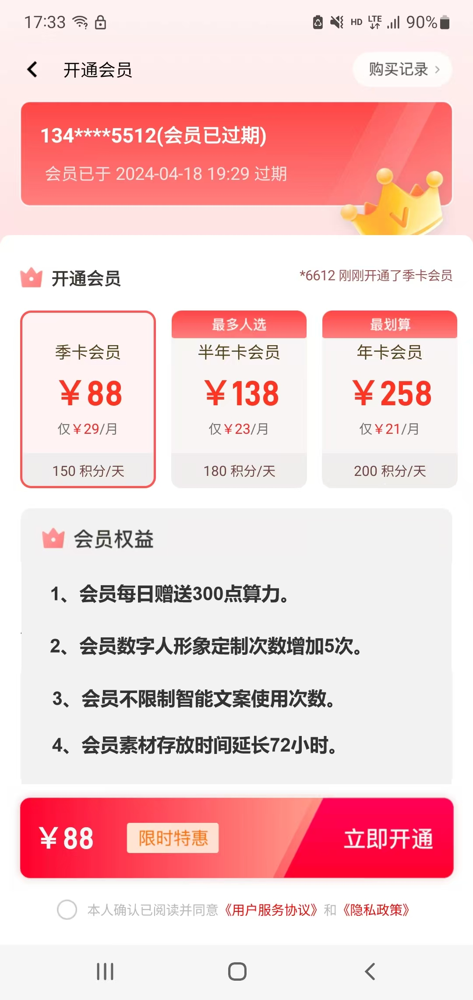 17:33 HD LTE 90%
开通会员 购买记录 >
134****5512(会员已过期)
会员已于 2024-04-18 19:29 过期
开通会员 *6612 刚刚开通了季卡会员
最多人选 最划算
季卡会员 半年卡会员 年卡会员
￥88 ￥138 ￥258
仅￥29/月 仅￥23/月 仅￥21/月
150 积分/天 180 积分/天 200 积分/天
会员权益
1、会员每日赠送300点算力。
2、会员数字人形象定制次数增加5次。
3、会员不限制智能文案使用次数。
4、会员素材存放时间延长72小时。
￥88 限时特惠 立即开通
本人确认已阅读并同意《用户服务协议》和《隐私政策》